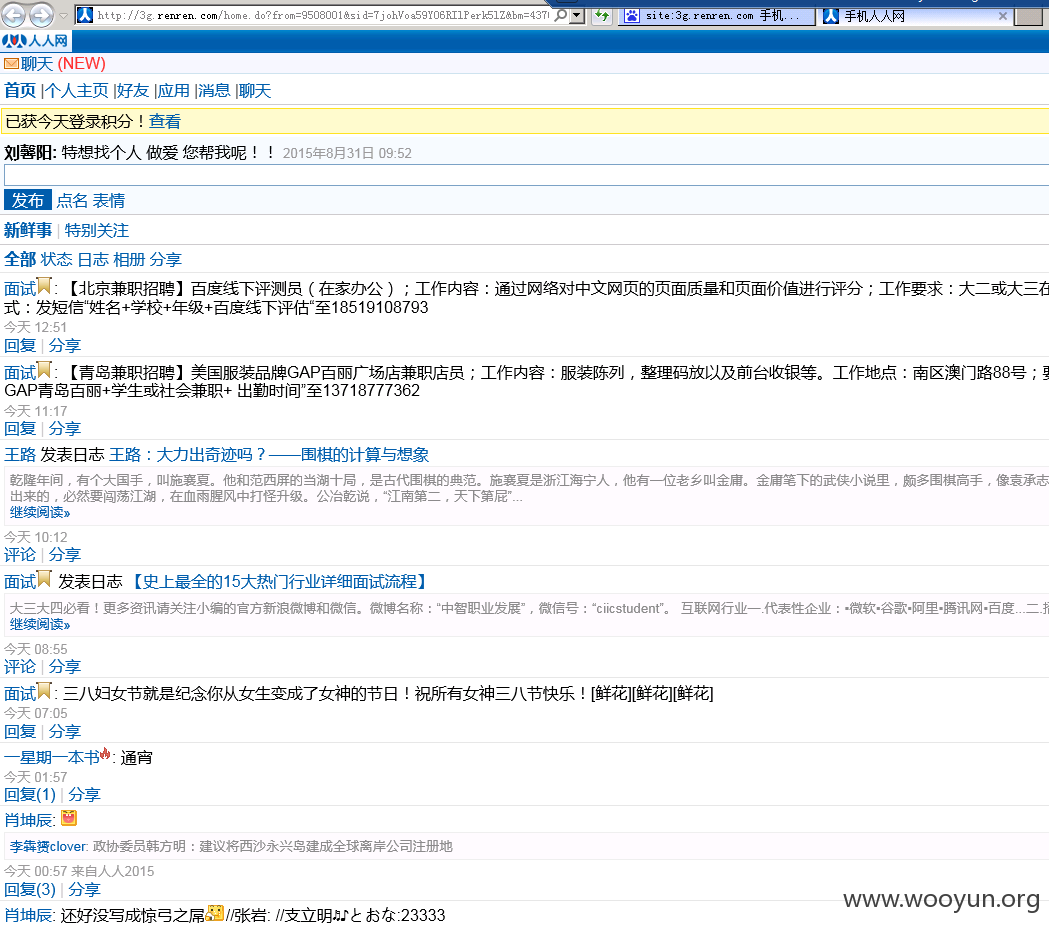 http://3g.renren.com/home.do?from=9508001&sid=7johVoa59Y06RIlPerk5lZ&bm=437 site:3g.renren.com 手机... 手机人人网
人人网
聊天 (NEW)
首页 |个人主页 |好友 |应用 |消息 |聊天
已获今天登录积分！查看
刘馨阳: 特想找个人 做爱 您帮我呢！！ 2015年8月31日 09:52
发布 点名 表情
新鲜事 | 特别关注
全部 状态 日志 相册 分享
面试: 【北京兼职招聘】百度线下评测员（在家办公）；工作内容：通过网络对中文网页的页面质量和页面价值进行评分；工作要求：大二或大三在
式：发短信“姓名+学校+年级+百度线下评估“至18519108793
今天 12:51
回复 | 分享
面试: 【青岛兼职招聘】美国服装品牌GAP百丽广场店兼职店员；工作内容：服装陈列，整理码放以及前台收银等。工作地点：南区澳门路88号；要
GAP青岛百丽+学生或社会兼职+ 出勤时间”至13718777362
今天 11:17
回复 | 分享
王路 发表日志 王路：大力出奇迹吗？——围棋的计算与想象
乾隆年间，有个大国手，叫施襄夏。他和范西屏的当湖十局，是古代围棋的典范。施襄夏是浙江海宁人，他有一位老乡叫金庸。金庸笔下的武侠小说里，颇多围棋高手，像袁承志
出来的，必然要闯荡江湖，在血雨腥风中打怪升级。公冶乾说，“江南第二，天下第屁”...
继续阅读»
今天 10:12
评论 | 分享
面试 发表日志 【史上最全的15大热门行业详细面试流程】
大三大四必看！更多资讯请关注小编的官方新浪微博和微信。微博名称：“中智职业发展”，微信号：“ciicstudent”。 互联网行业一.代表性企业：▪微软▪谷歌▪阿里▪腾讯网▪百度...二.招
继续阅读»
今天 08:55
评论 | 分享
面试: 三八妇女节就是纪念你从女生变成了女神的节日！祝所有女神三八节快乐！[鲜花][鲜花][鲜花]
今天 07:05
回复 | 分享
一星期一本书: 通宵
今天 01:57
回复(1) | 分享
肖坤辰:
李犇赟clover: 政协委员韩方明：建议将西沙永兴岛建成全球离岸公司注册地
今天 00:57 来自人人2015
回复(3) | 分享
肖坤辰: 还好没写成惊弓之屌//张岩: //支立明♫♪とおな:23333
www.wooyun.org